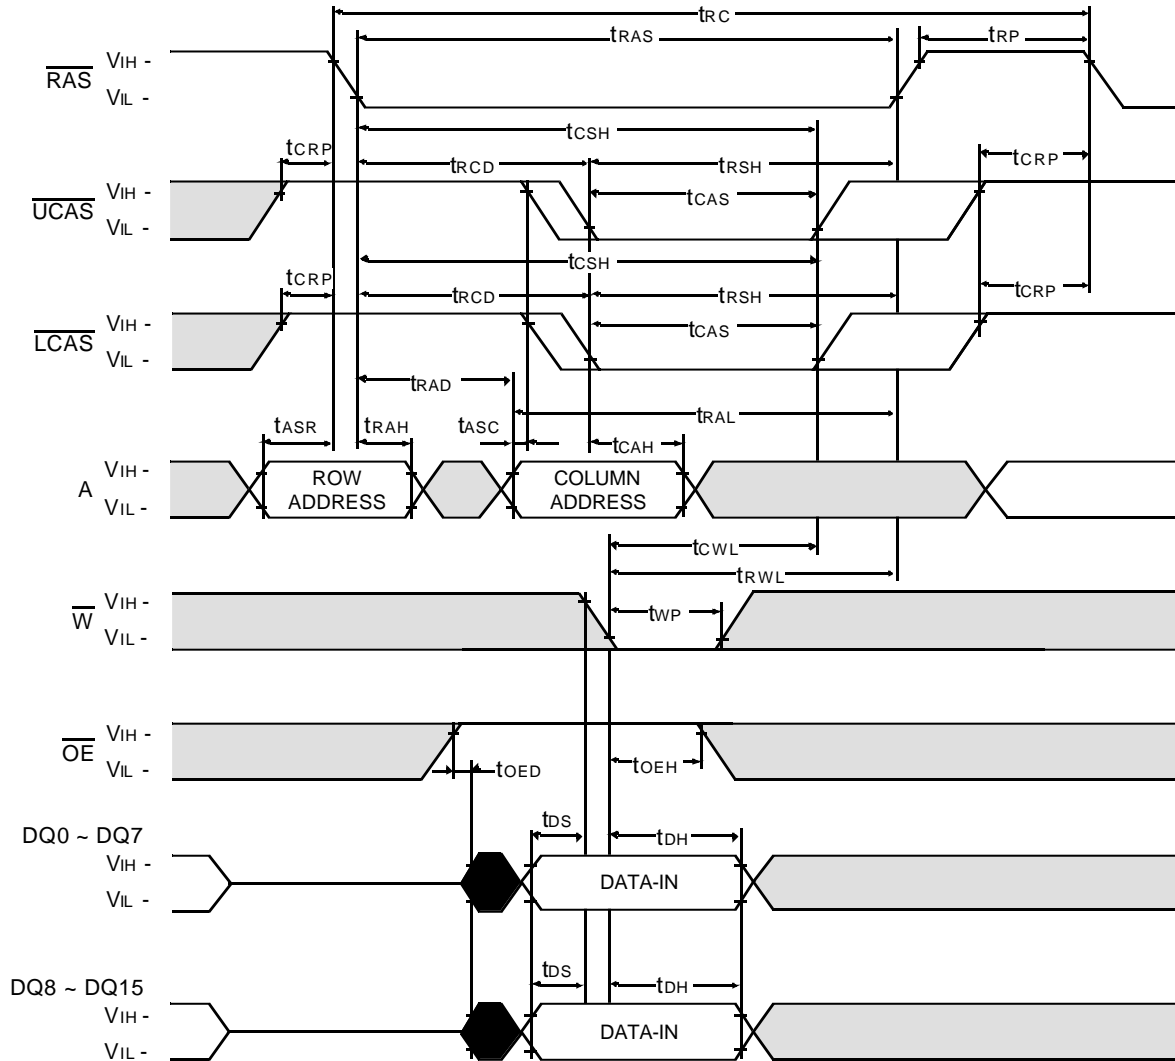 tRC
tRAS
tRP
RAS
VIH -
VIL -
tCSH
tCRP
tRCD
tRSH
tCRP
UCAS
VIH -
VIL -
tCAS
tCSH
tCRP
tRCD
tRSH
tCRP
LCAS
VIH -
VIL -
tCAS
tRAD
tRAL
tASR
tRAH
tASC
tCAH
A
VIH -
VIL -
ROW
ADDRESS
COLUMN
ADDRESS
tCWL
tRWL
W
VIH -
VIL -
tWP
OE
VIH -
VIL -
tOED
tOEH
DQ0 ~ DQ7
VIH -
VIL -
tDS
tDH
DATA-IN
DQ8 ~ DQ15
VIH -
VIL -
tDS
tDH
DATA-IN